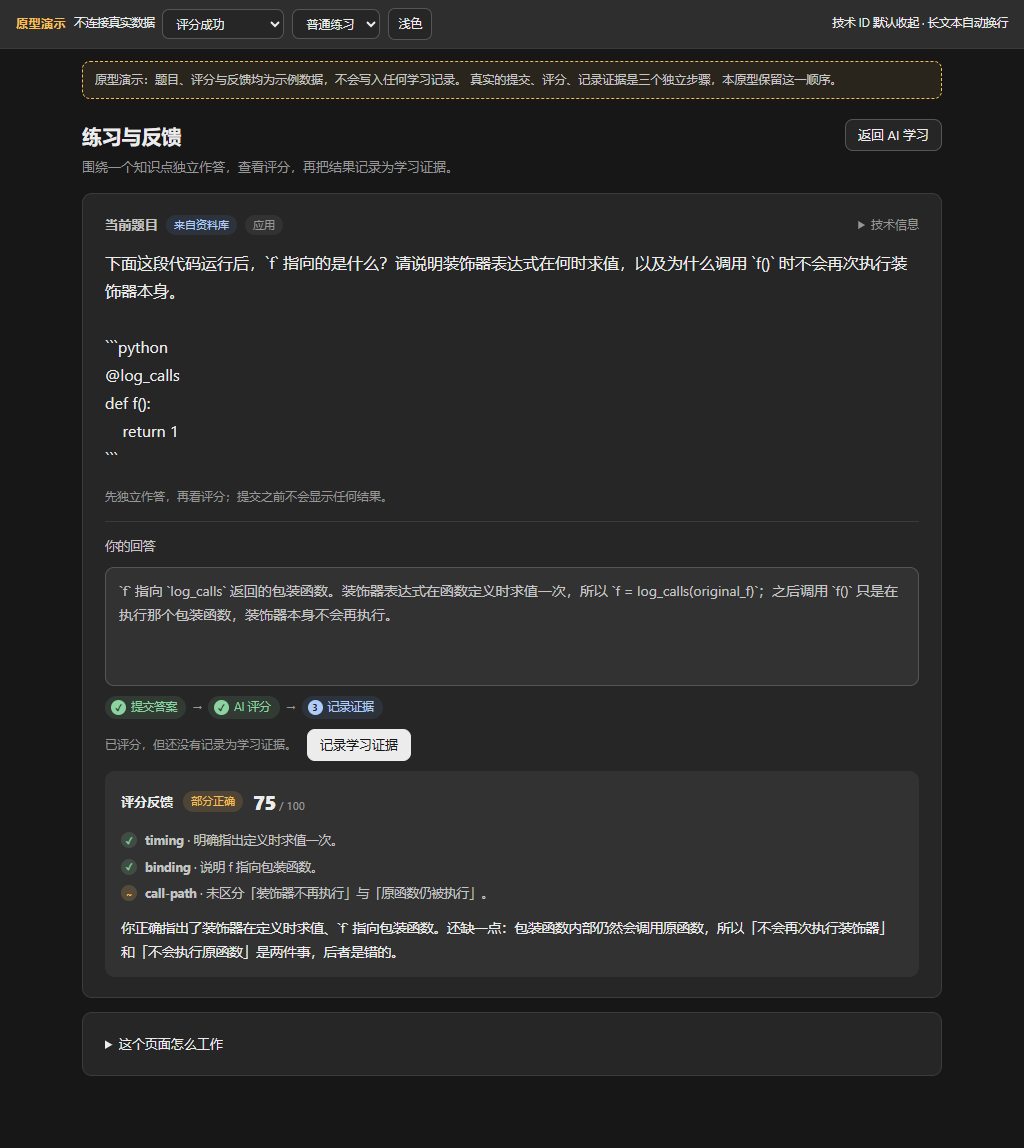 原型演示 不连接真实数据 评分成功 普通练习 浅色 技术 ID 默认收起 · 长文本自动换行
原型演示：题目、评分与反馈均为示例数据，不会写入任何学习记录。 真实的提交、评分、记录证据是三个独立步骤，本原型保留这一顺序。
练习与反馈
返回 AI 学习
围绕一个知识点独立作答，查看评分，再把结果记录为学习证据。
当前题目 来自资料库 应用 ▶ 技术信息
下面这段代码运行后，`f` 指向的是什么？请说明装饰器表达式在何时求值，以及为什么调用 `f()` 时不会再次执行装
饰器本身。
```python
@log_calls
def f():
    return 1
```
先独立作答，再看评分；提交之前不会显示任何结果。
你的回答
`f` 指向 `log_calls` 返回的包装函数。装饰器表达式在函数定义时求值一次，所以 `f = log_calls(original_f)`；之后调用 `f()` 只是在
执行那个包装函数，装饰器本身不会再执行。
✓ 提交答案 → ✓ AI 评分 → 3 记录证据
已评分，但还没有记录为学习证据。 记录学习证据
评分反馈 部分正确 75 / 100
✓ timing · 明确指出定义时求值一次。
✓ binding · 说明 f 指向包装函数。
~ call-path · 未区分「装饰器不再执行」与「原函数仍被执行」。
你正确指出了装饰器在定义时求值、`f` 指向包装函数。还缺一点：包装函数内部仍然会调用原函数，所以「不会再次执行装饰器」
和「不会执行原函数」是两件事，后者是错的。
▶ 这个页面怎么工作